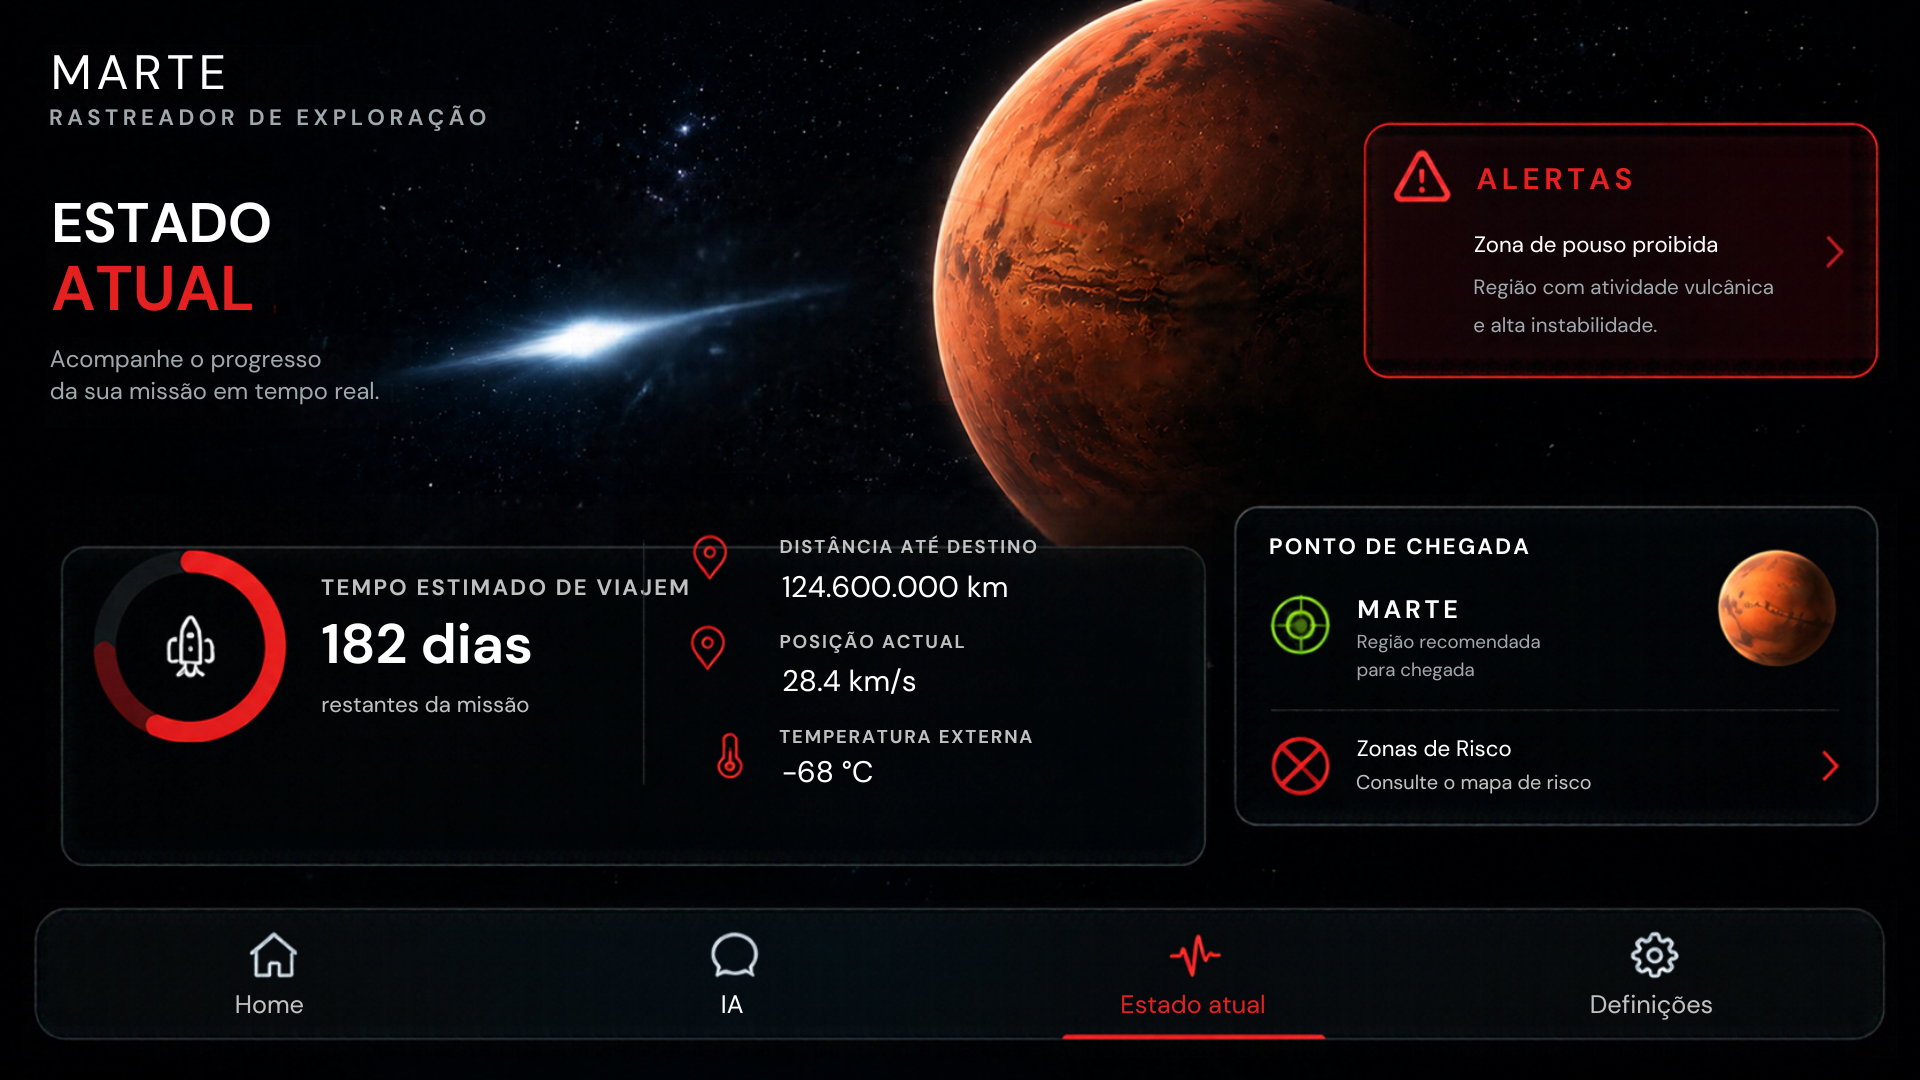 MARTE
RASTREADOR DE EXPLORAÇÃO
ESTADO
ATUAL
Acompanhe o progresso
da sua missão em tempo real.
ALERTAS
Zona de pouso proibida
Região com atividade vulcânica
e alta instabilidade.
TEMPO ESTIMADO DE VIAJEM
182 dias
restantes da missão
DISTÂNCIA ATÉ DESTINO
124.600.000 km
POSIÇÃO ACTUAL
28.4 km/s
TEMPERATURA EXTERNA
-68 °C
PONTO DE CHEGADA
MARTE
Região recomendada
para chegada
Zonas de Risco
Consulte o mapa de risco
Home
IA
Estado atual
Definições